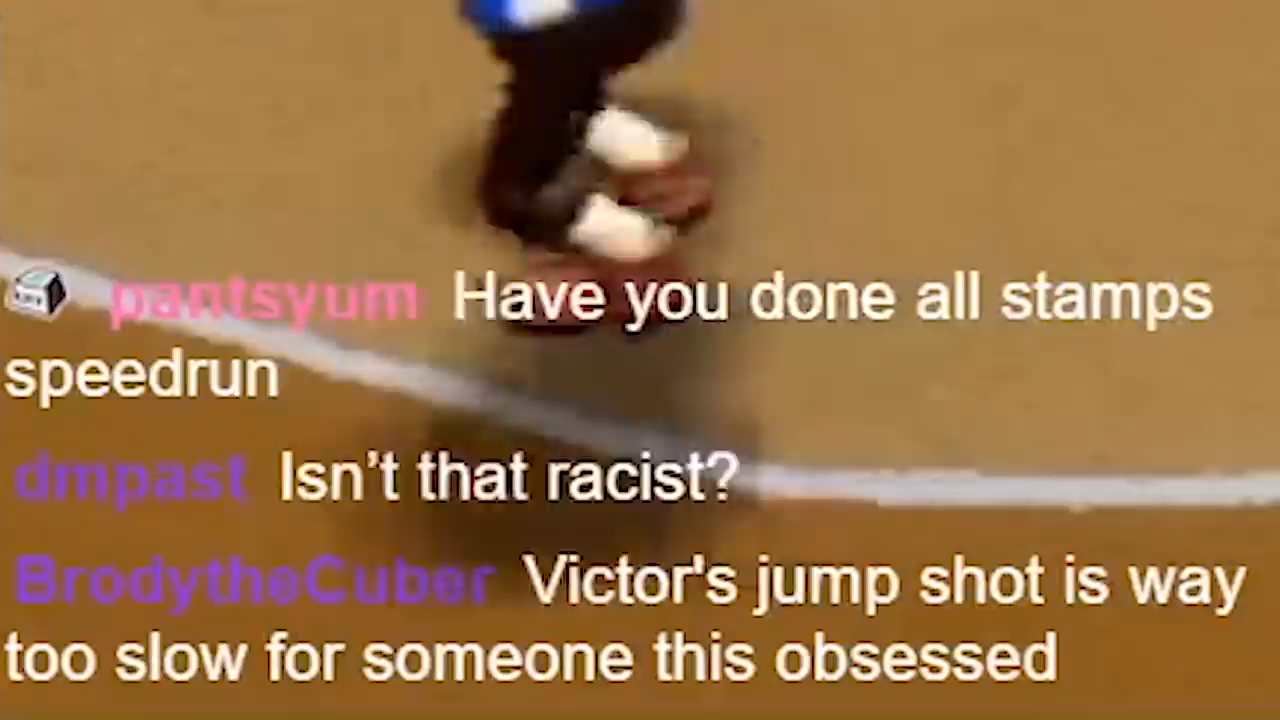 pantsyum Have you done all stamps
speedrun
dmpast Isn’t that racist?
BrodytheCuber Victor's jump shot is way
too slow for someone this obsessed